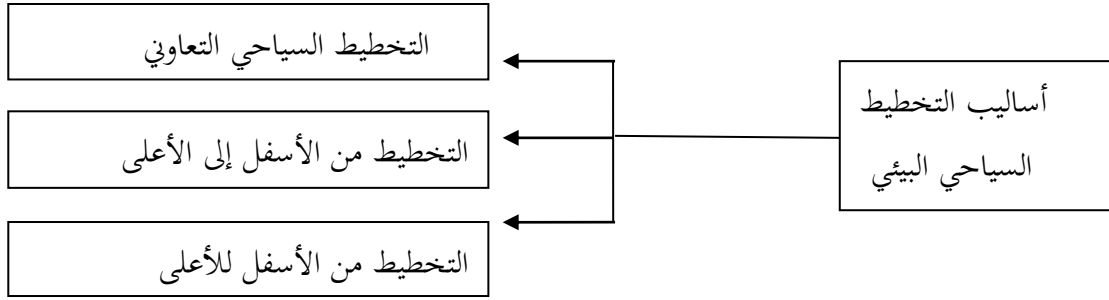 أساليب التخطيط
السياحي البيئي
التخطيط السياحي التعاوني
التخطيط من الأسفل إلى الأعلى
التخطيط من الأسفل للأعلى